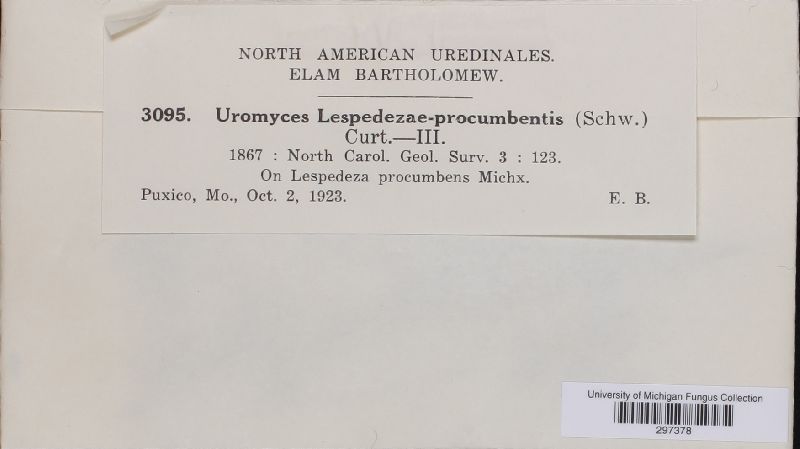 NORTH AMERICAN UREDINALES.
ELAM BARTHOLOMEW.
3095. Uromyces Lespedezae-procumbentis (Schw.)
Curt.—III.
1867 : North Carol. Geol. Surv. 3 : 123.
On Lespedeza procumbens Michx.
Puxico, Mo., Oct. 2, 1923. E. B.
University of Michigan Fungus Collection
297378